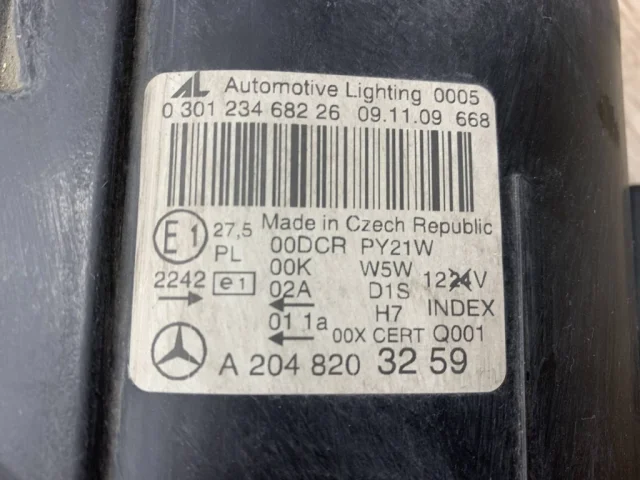 AL Automotive Lighting 0005
0 301 234 682 26 09.11.09 668
Made in Czech Republic
E1 27,5 00DCR PY21W
PL 00K W5W 12 24V
2242 e1 02A D1S
01 1a H7 INDEX
00X CERT Q001
A 204 820 32 59